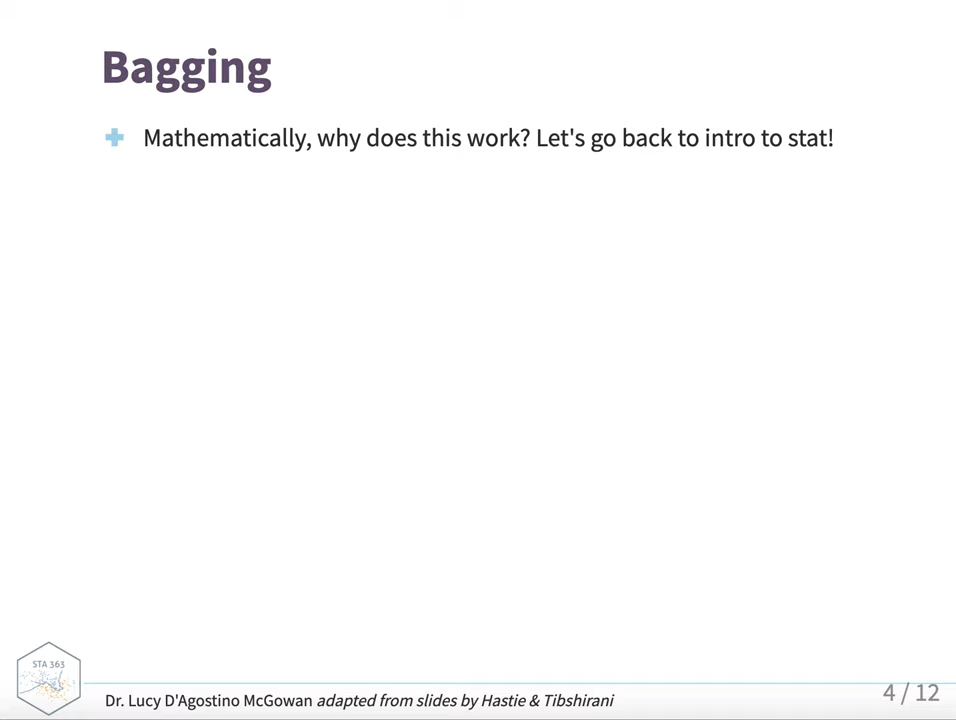 Bagging
Mathematically, why does this work? Let's go back to intro to stat!
STA 363
Dr. Lucy D'Agostino McGowan adapted from slides by Hastie & Tibshirani
4 / 12